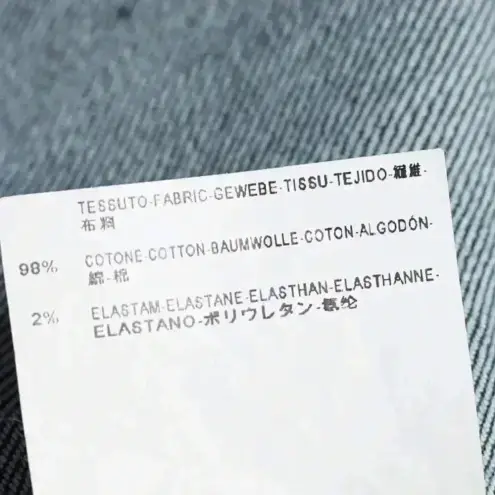 TESSUTO-FABRIC-GEWEBE-TISSU-TEJIDO-繊維-
布料
98% COTONE-COTTON-BAUMWOLLE-COTON-ALGODÓN-
綿-棉
2% ELASTAM-ELASTANE-ELASTHAN-ELASTHANNE-
ELASTANO-ポリウレタン-氨纶